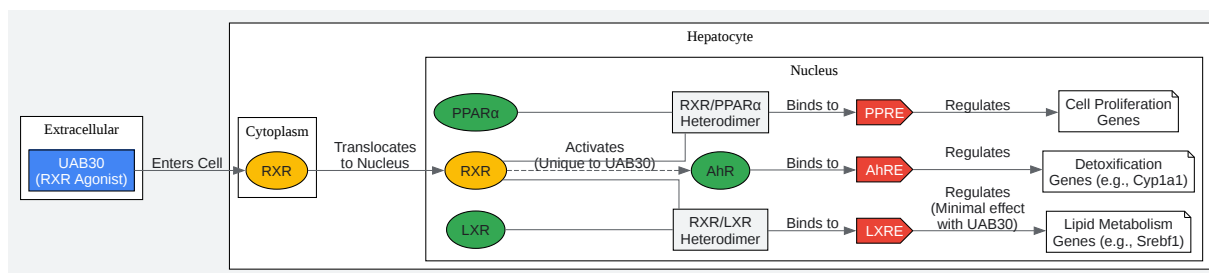 Hepatocyte
Nucleus
Extracellular
UAB30
(RXR Agonist)
Enters Cell
Cytoplasm
RXR
Translocates
to Nucleus
PPARα
RXR/PPARα
Heterodimer
Binds to
PPRE
Regulates
Cell Proliferation
Genes
RXR
Activates
(Unique to UAB30)
AhR
Binds to
AhRE
Regulates
Detoxification
Genes (e.g., Cyp1a1)
LXR
RXR/LXR
Heterodimer
Binds to
LXRE
Regulates
(Minimal effect
with UAB30)
Lipid Metabolism
Genes (e.g., Srebf1)